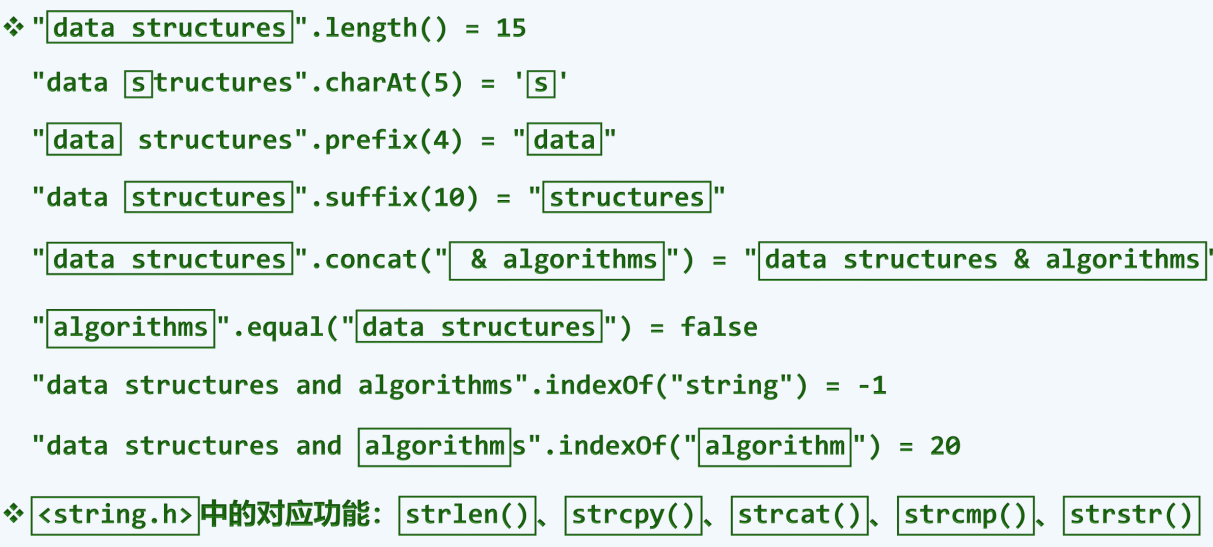 ❖ "data structures".length() = 15
"data structures".charAt(5) = 's'
"data structures".prefix(4) = "data"
"data structures".suffix(10) = "structures"
"data structures".concat(" & algorithms") = "data structures & algorithms"
"algorithms".equal("data structures") = false
"data structures and algorithms".indexOf("string") = -1
"data structures and algorithms".indexOf("algorithm") = 20
❖ <string.h>中的对应功能：strlen()、strcpy()、strcat()、strcmp()、strstr()